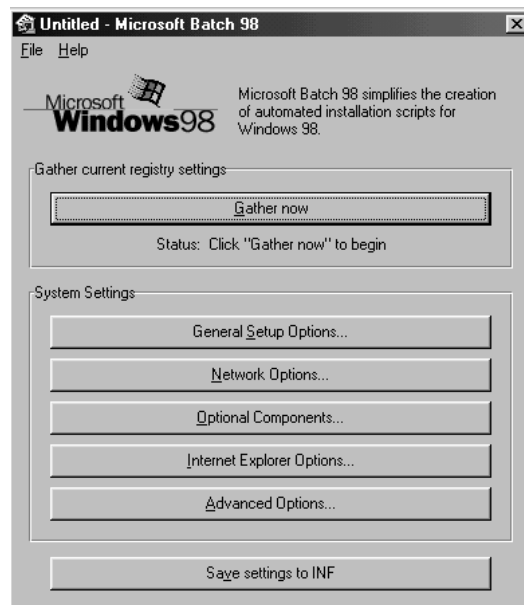 Untitled - Microsoft Batch 98
File Help
Microsoft
Windows98
Microsoft Batch 98 simplifies the creation
of automated installation scripts for
Windows 98.
Gather current registry settings
Gather now
Status: Click "Gather now" to begin
System Settings
General Setup Options...
Network Options...
Optional Components...
Internet Explorer Options...
Advanced Options...
Save settings to INF